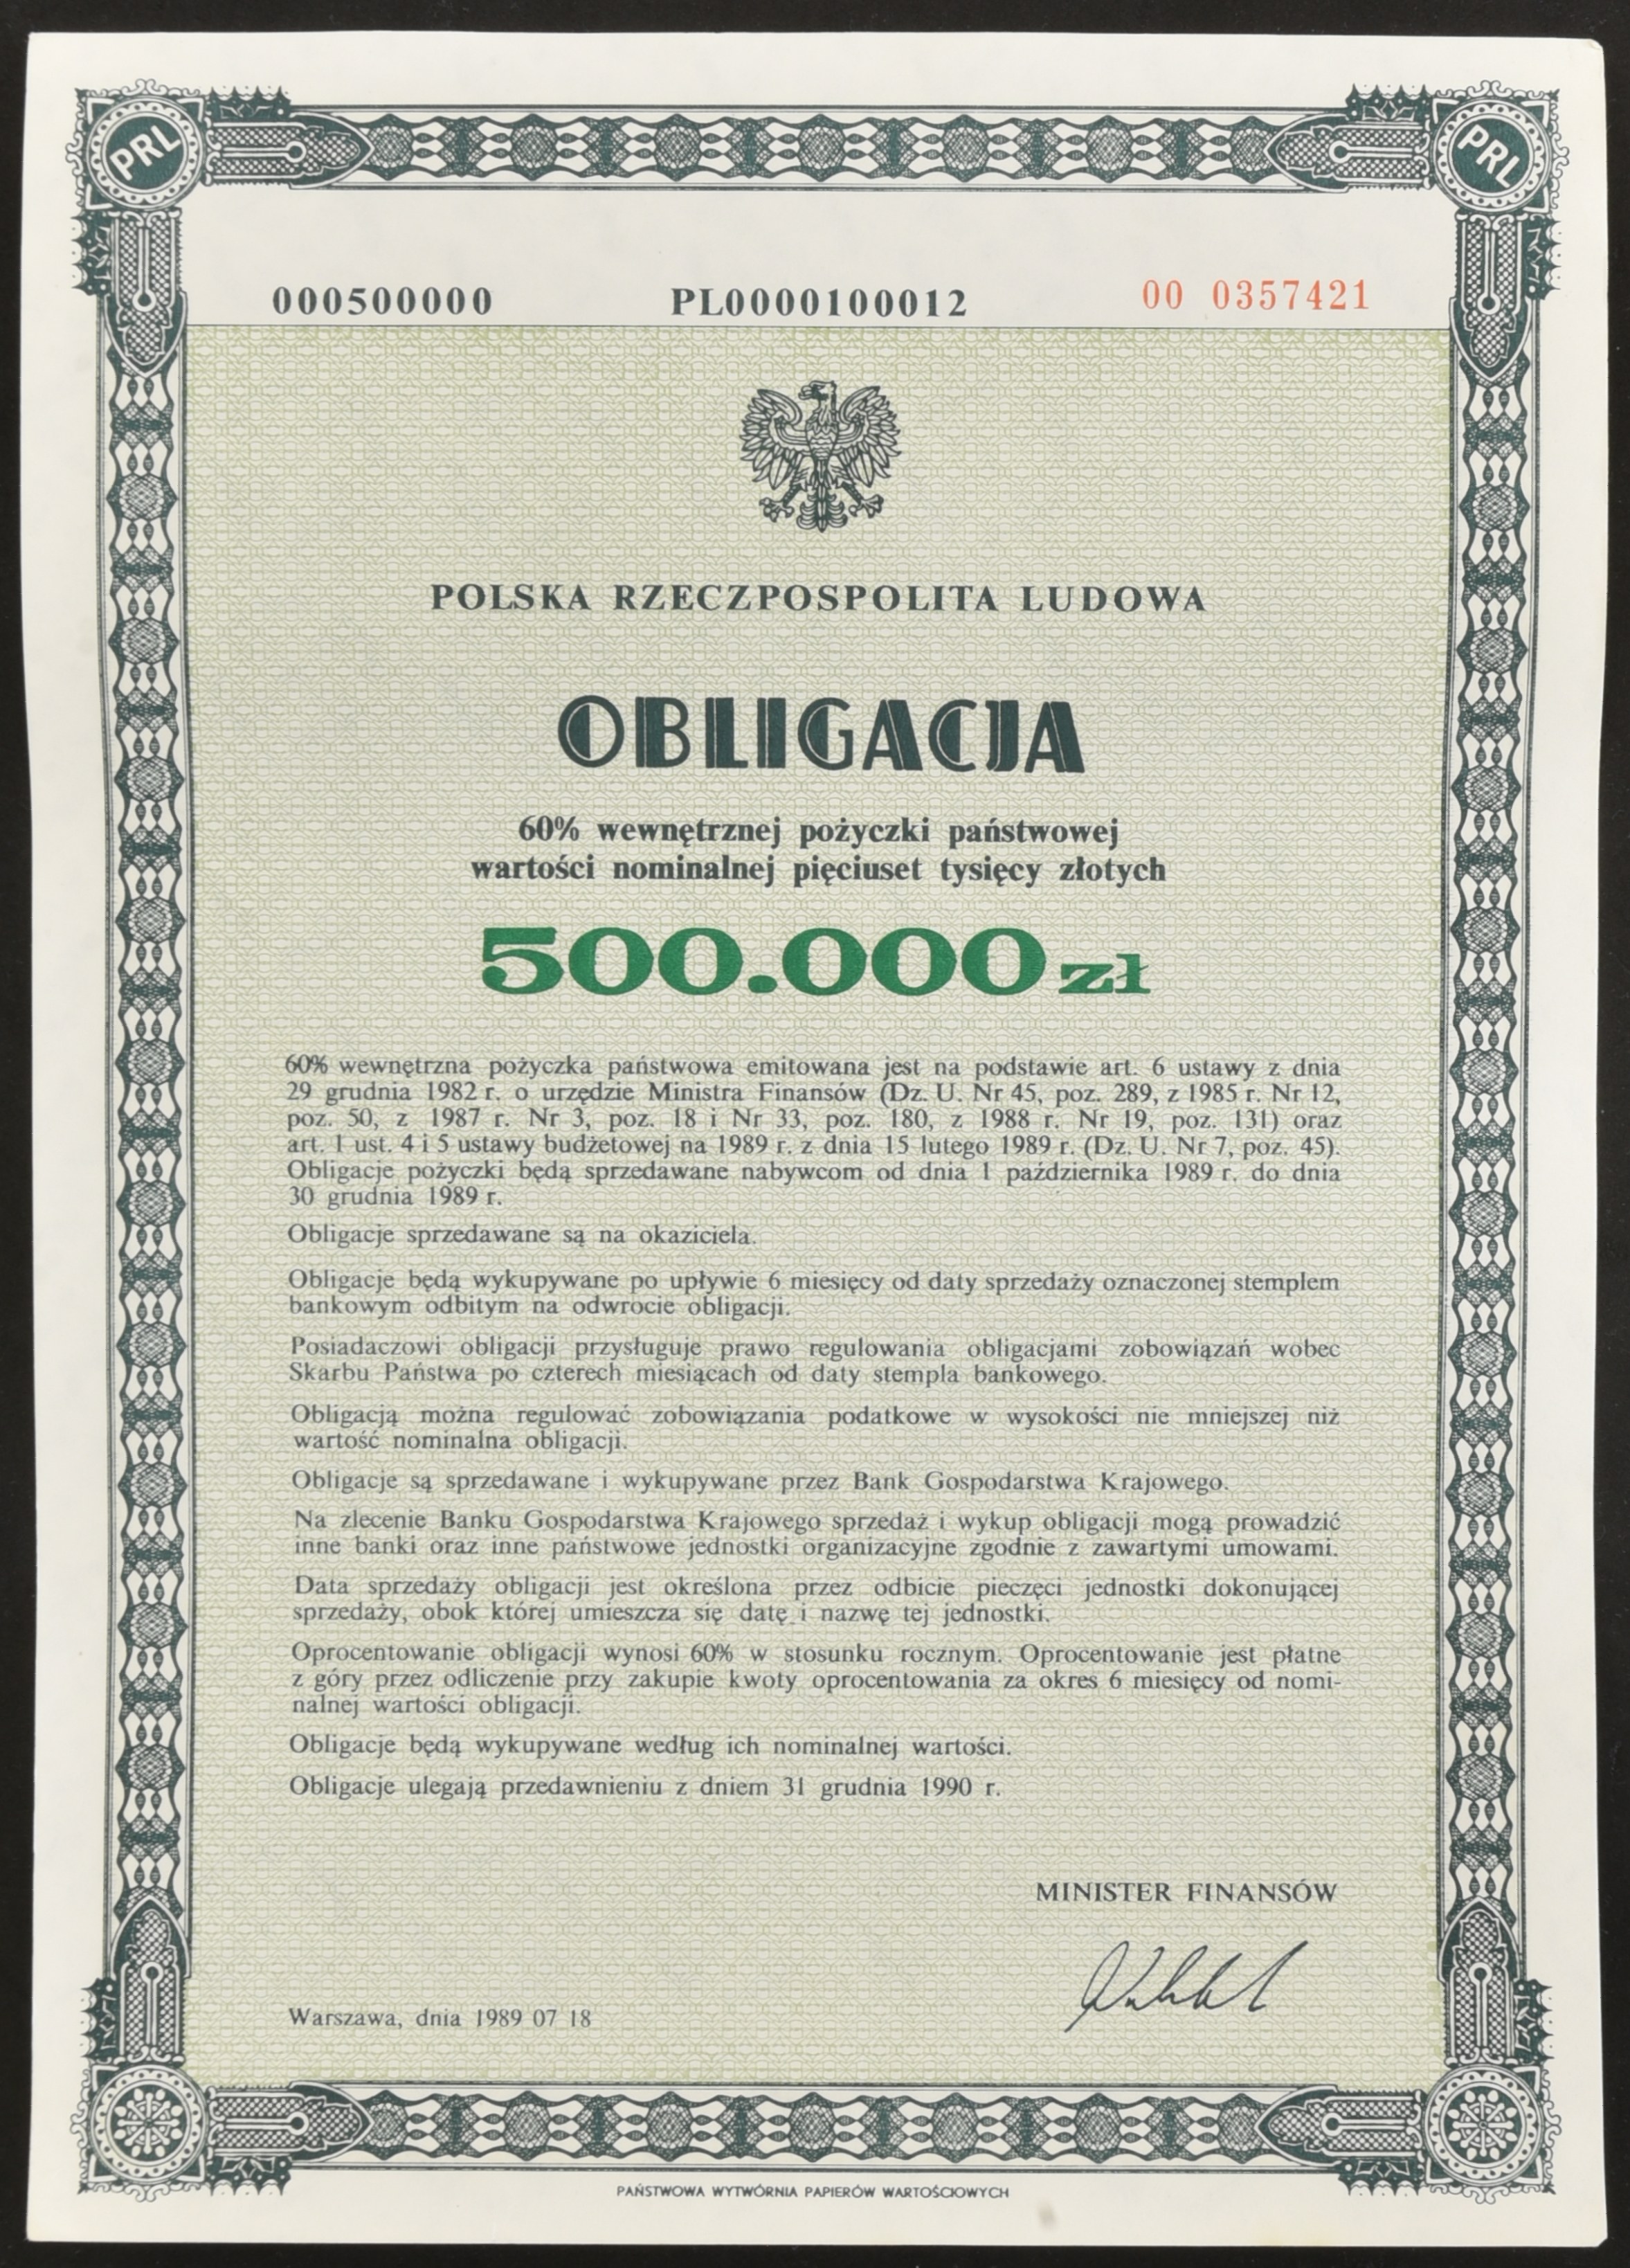 PRL
PRL
000500000 PL0000100012 00 0357421
POLSKA RZECZPOSPOLITA LUDOWA
OBLIGACJA
60% wewnętrznej pożyczki państwowej
wartości nominalnej pięciuset tysięcy złotych
500.000 zł
60% wewnętrzna pożyczka państwowa emitowana jest na podstawie art. 6 ustawy z dnia
29 grudnia 1982 r. o urzędzie Ministra Finansów (Dz. U. Nr 45, poz. 289, z 1985 r. Nr 12,
poz. 50, z 1987 r. Nr 3, poz. 18 i Nr 33, poz. 180, z 1988 r. Nr 19, poz. 131) oraz
art. 1 ust. 4 i 5 ustawy budżetowej na 1989 r. z dnia 15 lutego 1989 r. (Dz. U. Nr 7, poz. 45).
Obligacje pożyczki będą sprzedawane nabywcom od dnia 1 października 1989 r. do dnia
30 grudnia 1989 r.
Obligacje sprzedawane są na okaziciela.
Obligacje będą wykupywane po upływie 6 miesięcy od daty sprzedaży oznaczonej stemplem
bankowym odbitym na odwrocie obligacji.
Posiadaczowi obligacji przysługuje prawo regulowania obligacjami zobowiązań wobec
Skarbu Państwa po czterech miesiącach od daty stempla bankowego.
Obligacją można regulować zobowiązania podatkowe w wysokości nie mniejszej niż
wartość nominalna obligacji.
Obligacje są sprzedawane i wykupywane przez Bank Gospodarstwa Krajowego.
Na zlecenie Banku Gospodarstwa Krajowego sprzedaż i wykup obligacji mogą prowadzić
inne banki oraz inne państwowe jednostki organizacyjne zgodnie z zawartymi umowami.
Data sprzedaży obligacji jest określona przez odbicie pieczęci jednostki dokonującej
sprzedaży, obok której umieszcza się datę i nazwę tej jednostki.
Oprocentowanie obligacji wynosi 60% w stosunku rocznym. Oprocentowanie jest płatne
z góry przez odliczenie przy zakupie kwoty oprocentowania za okres 6 miesięcy od nomi-
nalnej wartości obligacji.
Obligacje będą wykupywane według ich nominalnej wartości.
Obligacje ulegają przedawnieniu z dniem 31 grudnia 1990 r.
MINISTER FINANSÓW
Warszawa, dnia 1989 07 18
PAŃSTWOWA WYTWÓRNIA PAPIERÓW WARTOŚCIOWYCH